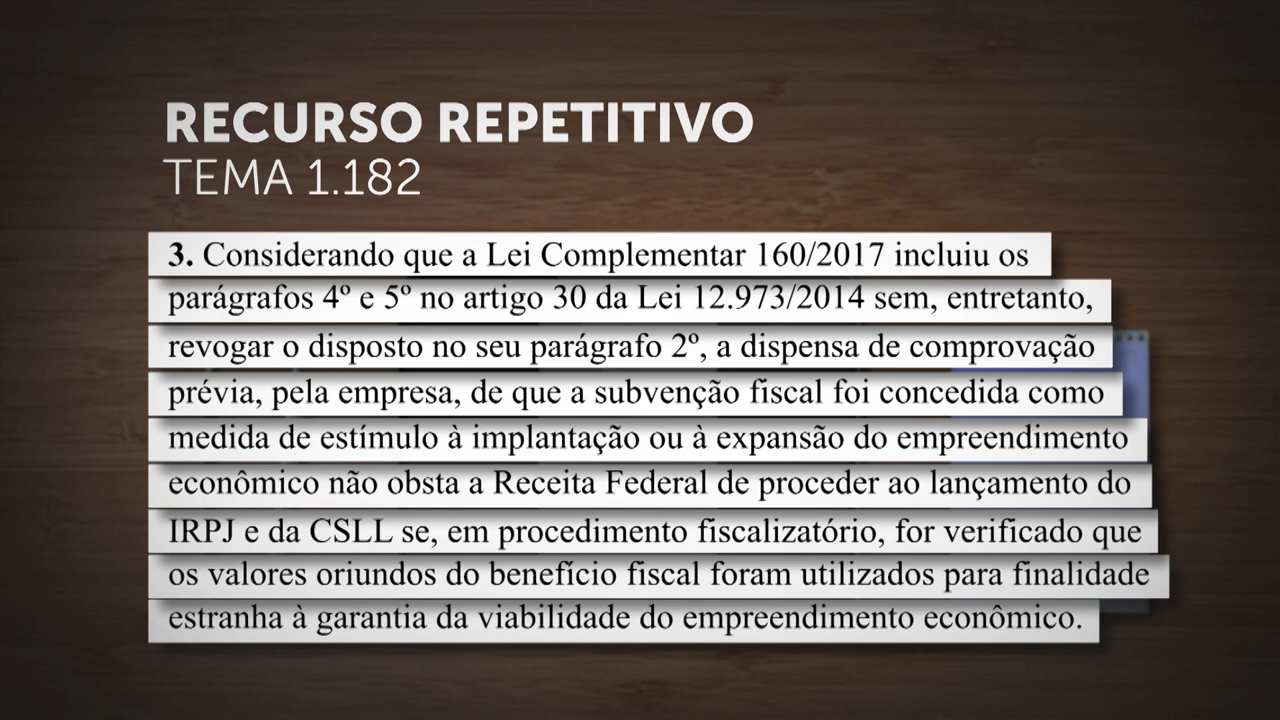 RECURSO REPETITIVO
TEMA 1.182
3. Considerando que a Lei Complementar 160/2017 incluiu os
parágrafos 4º e 5º no artigo 30 da Lei 12.973/2014 sem, entretanto,
revogar o disposto no seu parágrafo 2º, a dispensa de comprovação
prévia, pela empresa, de que a subvenção fiscal foi concedida como
medida de estímulo à implantação ou à expansão do empreendimento
econômico não obsta a Receita Federal de proceder ao lançamento do
IRPJ e da CSLL se, em procedimento fiscalizatório, for verificado que
os valores oriundos do benefício fiscal foram utilizados para finalidade
estranha à garantia da viabilidade do empreendimento econômico.